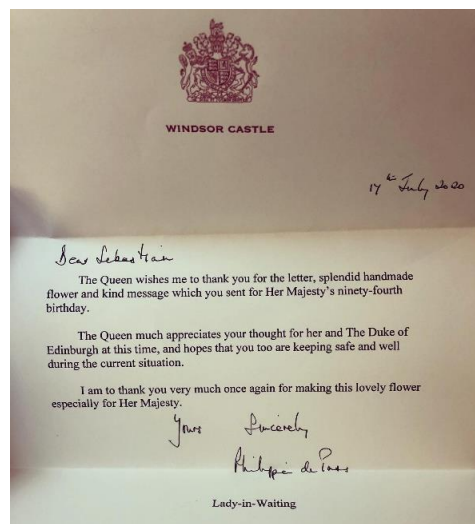 WINDSOR CASTLE
17th July 2020
Dear Sebastian
The Queen wishes me to thank you for the letter, splendid handmade
flower and kind message which you sent for Her Majesty's ninety-fourth
birthday.
The Queen much appreciates your thought for her and The Duke of
Edinburgh at this time, and hopes that you too are keeping safe and well
during the current situation.
I am to thank you very much once again for making this lovely flower
especially for Her Majesty.
Yours Sincerely
Philippa de
Lady-in-Waiting